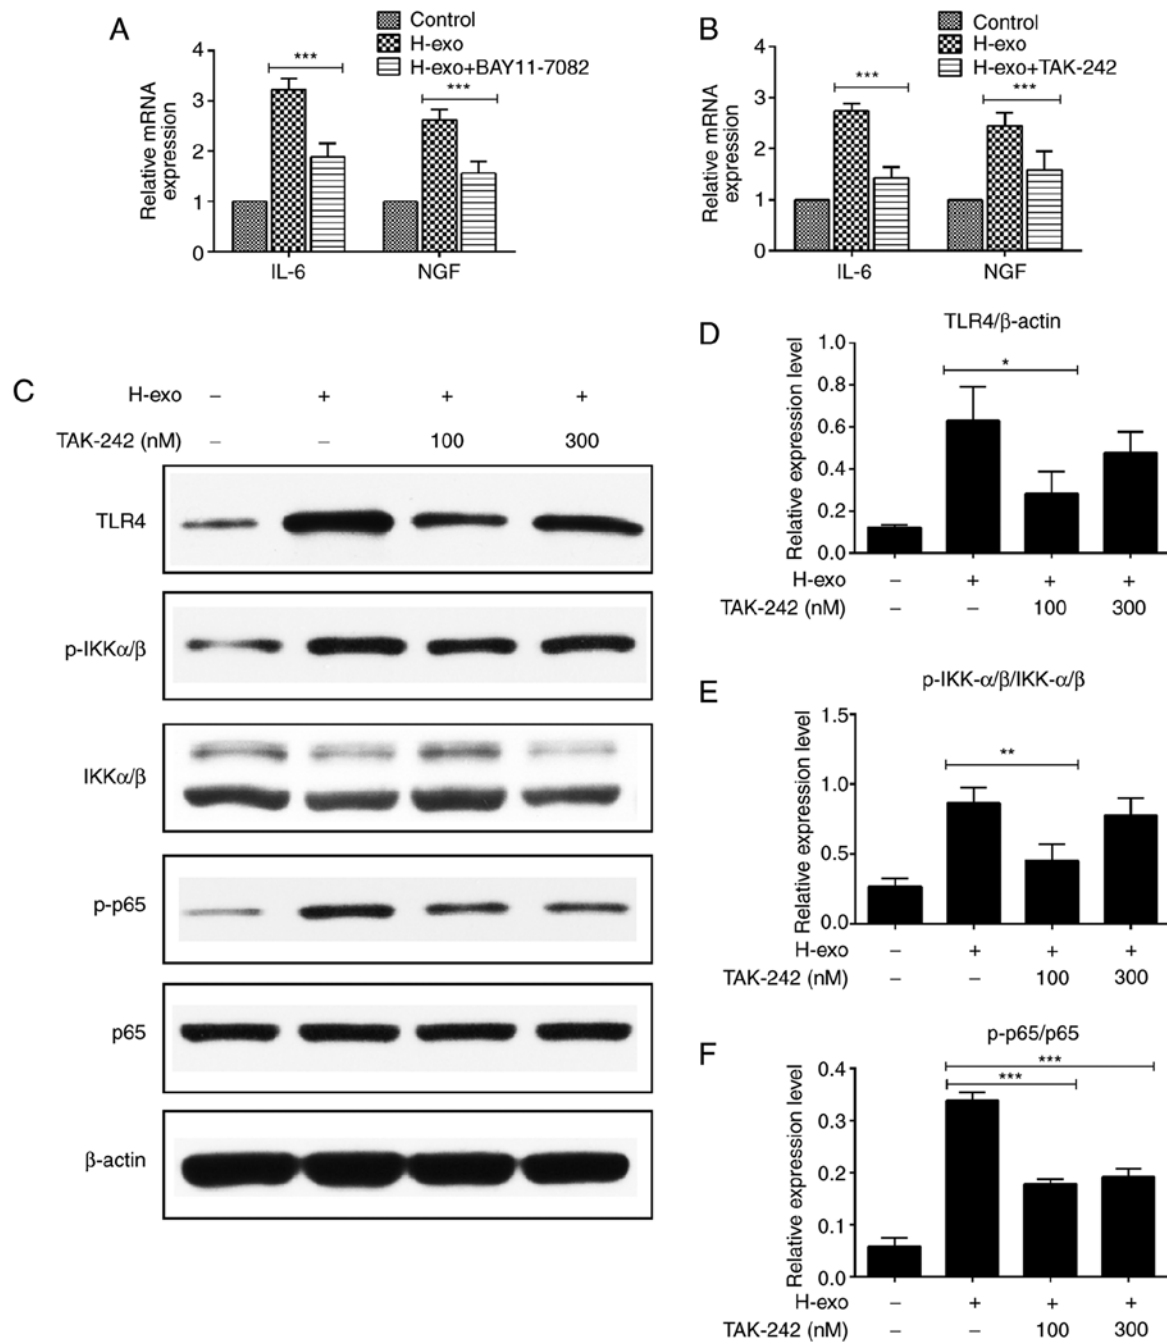 A
Control
H-exo
H-exo+BAY11-7082
Relative mRNA
expression
4
3
2
1
0
***
***
IL-6 NGF
B
Control
H-exo
H-exo+TAK-242
Relative mRNA
expression
4
3
2
1
0
***
***
IL-6 NGF
C
H-exo – + + +
TAK-242 (nM) – – 100 300
TLR4
p-IKKα/β
IKKα/β
p-p65
p65
β-actin
D
TLR4/β-actin
Relative expression level
1.0
0.8
0.6
0.4
0.2
0.0
*
H-exo – + + +
TAK-242 (nM) – – 100 300
E
p-IKK-α/β/IKK-α/β
Relative expression level
1.5
1.0
0.5
0.0
**
H-exo – + + +
TAK-242 (nM) – – 100 300
F
p-p65/p65
Relative expression level
0.4
0.3
0.2
0.1
0.0
***
***
H-exo – + + +
TAK-242 (nM) – – 100 300